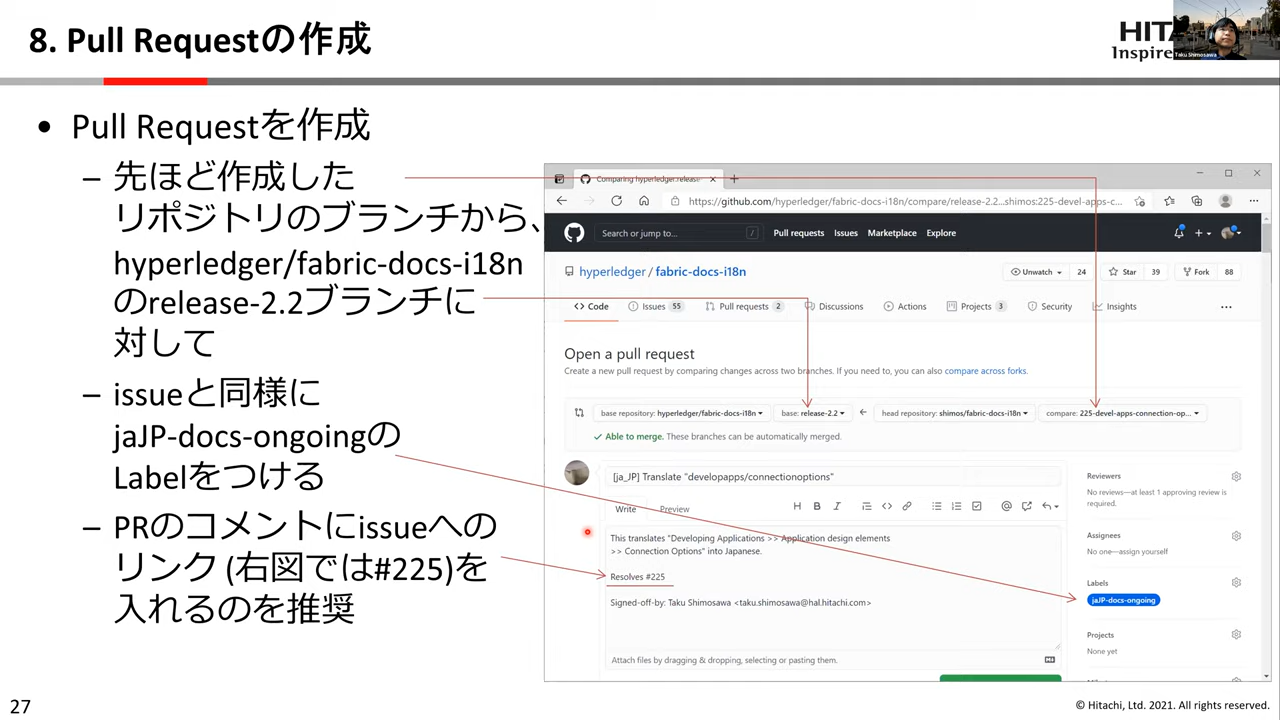 8. Pull Requestの作成
HITA
Inspire
Taku Shimosawa
• Pull Requestを作成
– 先ほど作成した
リポジトリのブランチから、
hyperledger/fabric-docs-i18n
のrelease-2.2ブランチに
対して
– issueと同様に
jaJP-docs-ongoingの
Labelをつける
– PRのコメントにissueへの
リンク (右図では#225)を
入れるのを推奨
Comparing hyperledger:releas
https://github.com/hyperledger/fabric-docs-i18n/compare/release-2.2...shimos:225-devel-apps-c...
Search or jump to... /
Pull requests Issues Marketplace Explore
hyperledger / fabric-docs-i18n
Unwatch 24 Star 39 Fork 88
Code Issues 55 Pull requests 2 Discussions Actions Projects 3 Security Insights ...
Open a pull request
Create a new pull request by comparing changes across two branches. If you need to, you can also compare across forks.
base repository: hyperledger/fabric-docs-i18n base: release-2.2 ← head repository: shimos/fabric-docs-i18n compare: 225-devel-apps-connection-op...
✓ Able to merge. These branches can be automatically merged.
[ja_JP] Translate "developapps/connectionoptions"
Write Preview
This translates "Developing Applications >> Application design elements
>> Connection Options" into Japanese.
Resolves #225
Signed-off-by: Taku Shimosawa <taku.shimosawa@hal.hitachi.com>
Attach files by dragging & dropping, selecting or pasting them.
Reviewers
No reviews—at least 1 approving review is
required.
Assignees
No one—assign yourself
Labels
jaJP-docs-ongoing
Projects
None yet
27
© Hitachi, Ltd. 2021. All rights reserved.